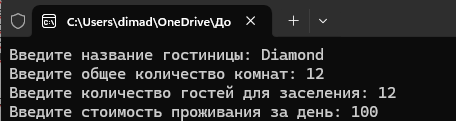 C:\Users\dimad\OneDrive\До
Введите название гостиницы: Diamond
Введите общее количество комнат: 12
Введите количество гостей для заселения: 12
Введите стоимость проживания за день: 100